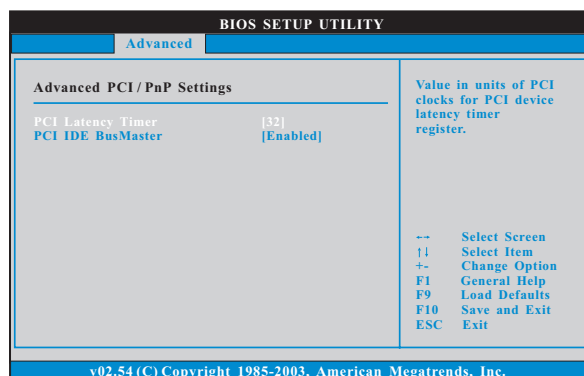 BIOS SETUP UTILITY
Advanced
Advanced PCI / PnP Settings
PCI Latency Timer [32]
PCI IDE BusMaster [Enabled]
Value in units of PCI
clocks for PCI device
latency timer
register.
←→ Select Screen
↑↓ Select Item
+- Change Option
F1 General Help
F9 Load Defaults
F10 Save and Exit
ESC Exit
v02.54 (C) Copyright 1985-2003, American Megatrends, Inc.